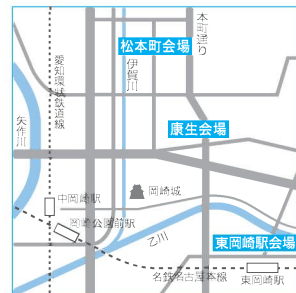 本町通り
松本町会場
愛知環状鉄道線
伊賀川
矢作川
康生会場
中岡崎駅
岡崎城
岡崎公園前駅
乙川
東岡崎駅会場
名鉄名古屋本線
東岡崎駅